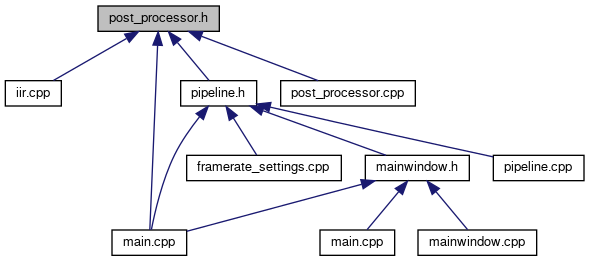 post_processor.h
iir.cpp
pipeline.h
post_processor.cpp
framerate_settings.cpp
mainwindow.h
pipeline.cpp
main.cpp
main.cpp
mainwindow.cpp